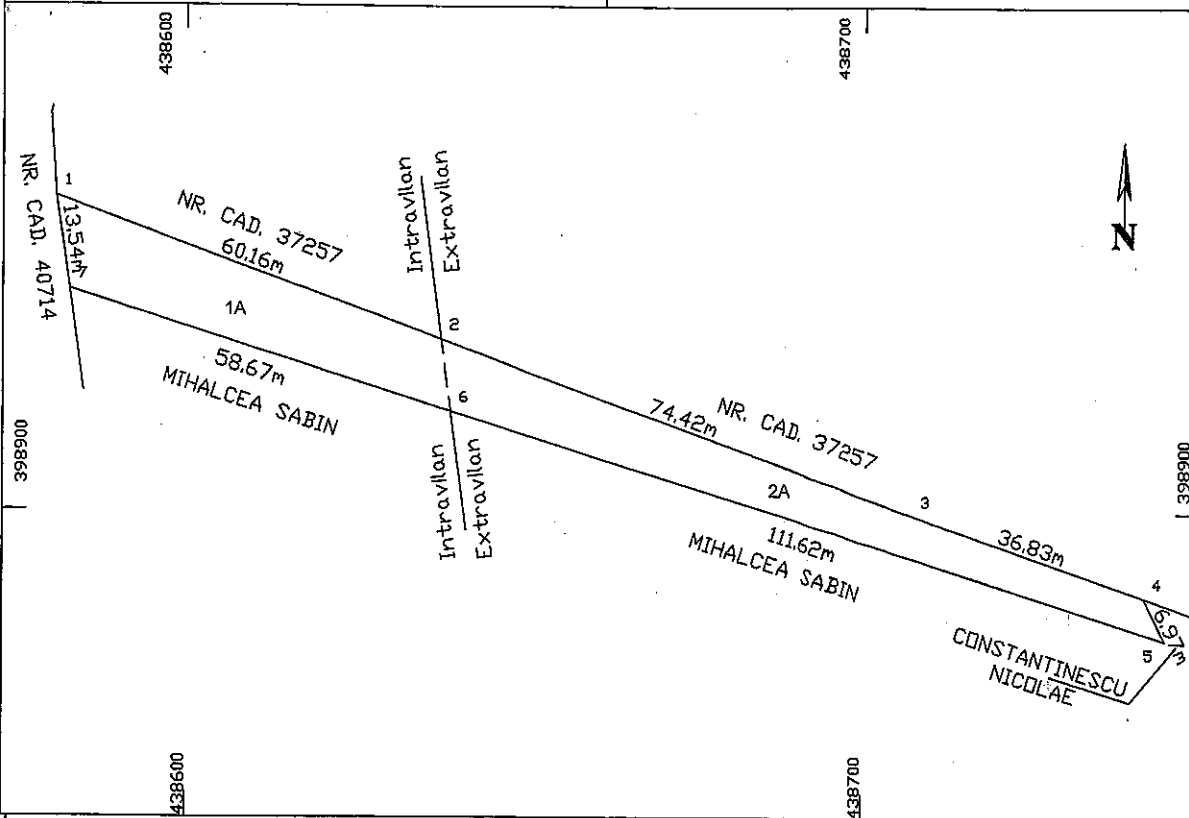 438600
438700
NR. CAD. 40714
1
13.54m
NR. CAD. 37257
60.16m
Intravilan
Extravilan
N
1A
2
58.67m
MIHALCEA SABIN
6
398900
Intravilan
Extravilan
74.42m
NR. CAD. 37257
2A
3
398900
111.62m
MIHALCEA SABIN
36.83m
4
6.97m
5
CONSTANTINESCU
NICOLAE
438600
438700